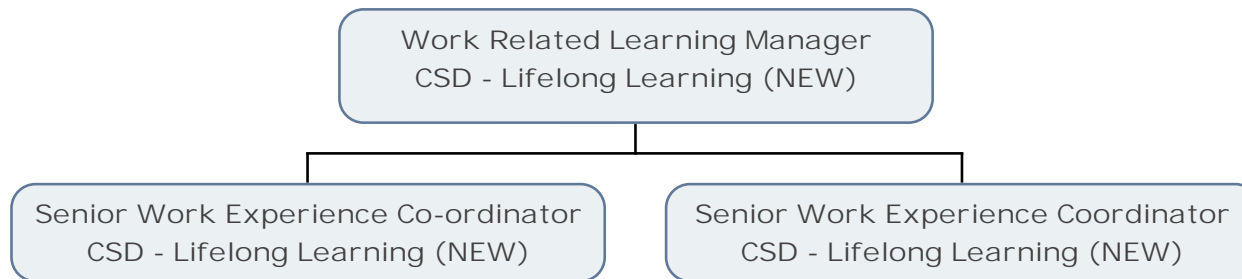 Work Related Learning Manager
CSD - Lifelong Learning (NEW)
Senior Work Experience Co-ordinator
CSD - Lifelong Learning (NEW)
Senior Work Experience Coordinator
CSD - Lifelong Learning (NEW)